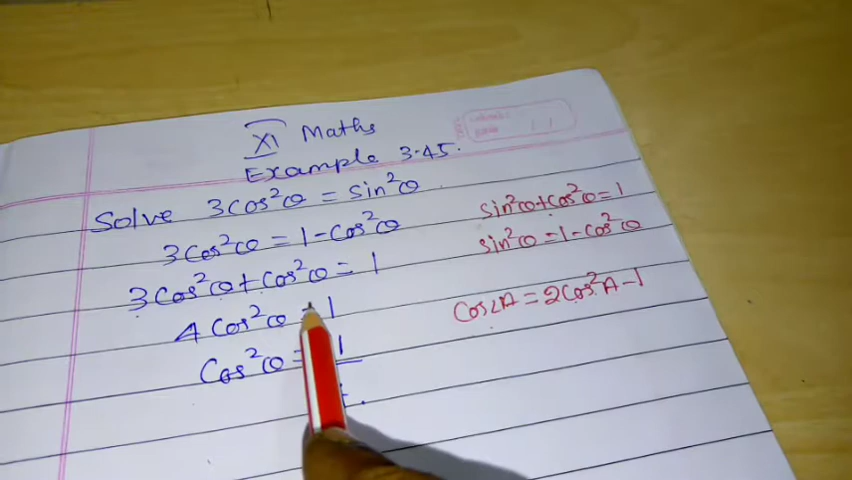 XI Maths
Example 3.45.
Solve 3cos²θ = sin²θ
3cos²θ = 1-cos²θ
3cos²θ+cos²θ = 1
4cos²θ = 1
cos²θ = 1
sin²θ+cos²θ=1
sin²θ=1-cos²θ
cos2A=2cos²A-1